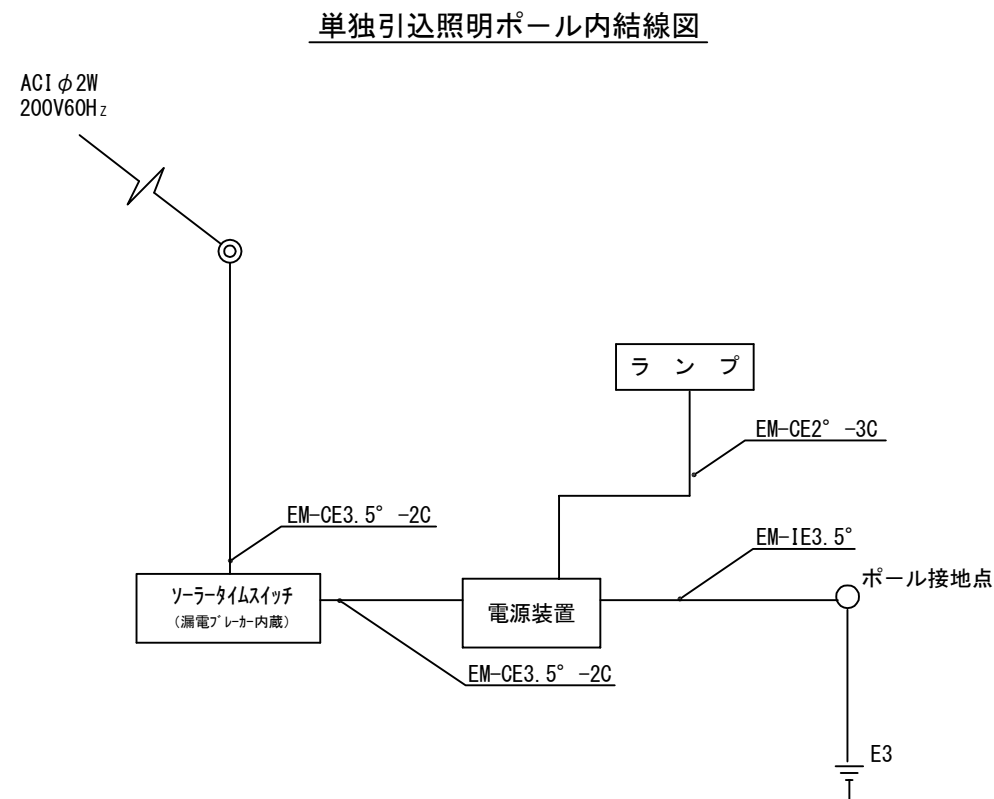 単独引込照明ポール内結線図
ACIφ2W
200V60Hz
ランプ
EM-CE2°-3C
EM-CE3.5°-2C
EM-IE3.5°
ポール接地点
ソーラータイムスイッチ
(漏電ブレーカー内蔵)
電源装置
EM-CE3.5°-2C
E3